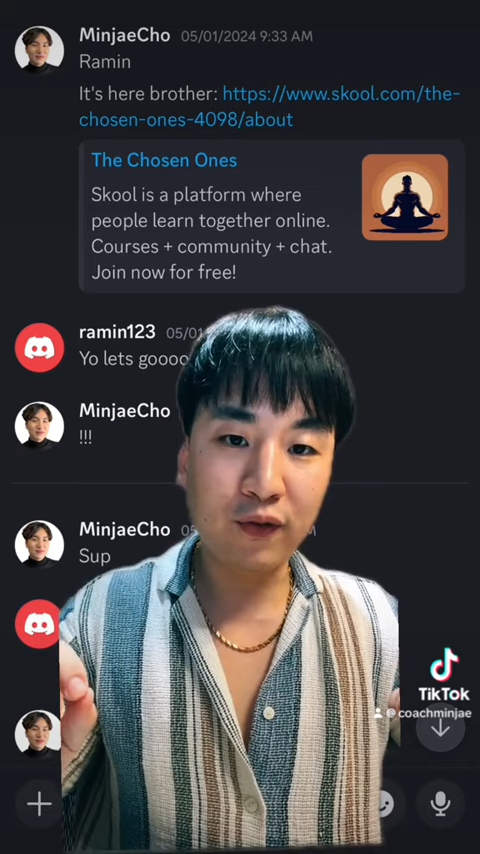 MinjaeCho 05/01/2024 9:33 AM
Ramin
It's here brother: https://www.skool.com/the-
chosen-ones-4098/about
The Chosen Ones
Skool is a platform where
people learn together online.
Courses + community + chat.
Join now for free!
ramin123 05/01
Yo lets goooo
MinjaeCho
!!!
MinjaeCho
Sup
TikTok
@coachminjae